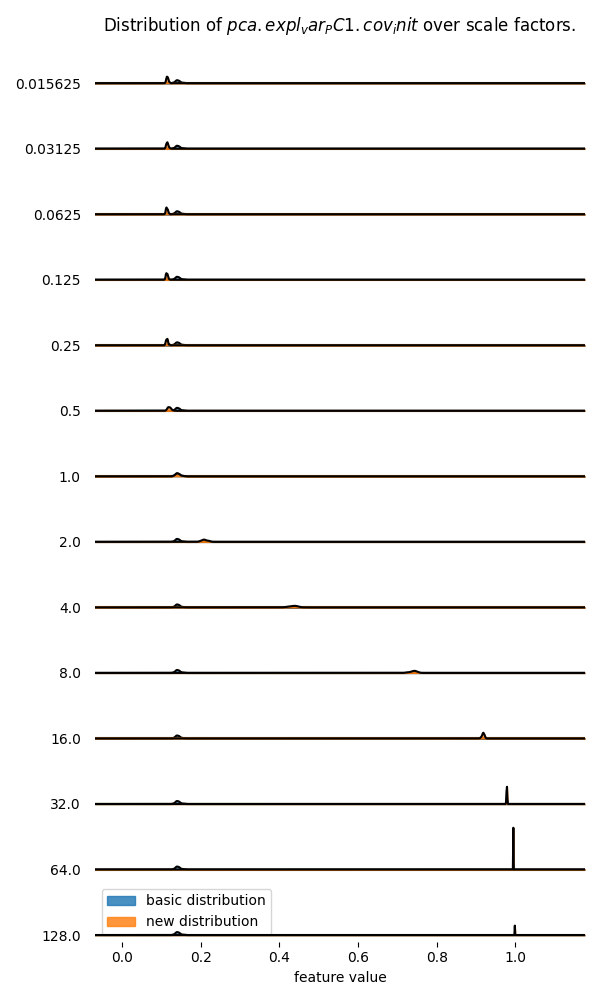 Distribution of pca.expl_var_PC1.cov_init over scale factors.
0.015625
0.03125
0.0625
0.125
0.25
0.5
1.0
2.0
4.0
8.0
16.0
32.0
64.0
128.0
basic distribution
new distribution
0.0 0.2 0.4 0.6 0.8 1.0
feature value